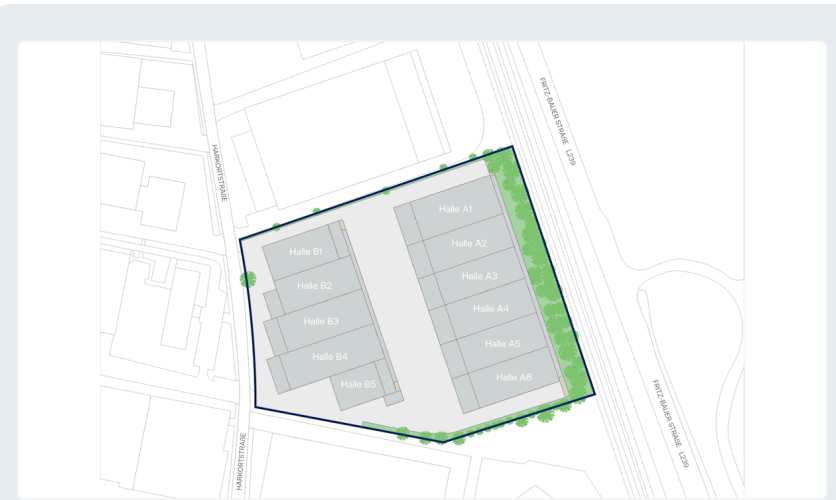 FRITZ-BAUER STRAßE L239
HARKORTSTRAßE
Halle A1
Halle A2
Halle A3
Halle A4
Halle A5
Halle A6
Halle B1
Halle B2
Halle B3
Halle B4
Halle B5
FRITZ-BAUER STRAßE L239
HARKORTSTRAßE